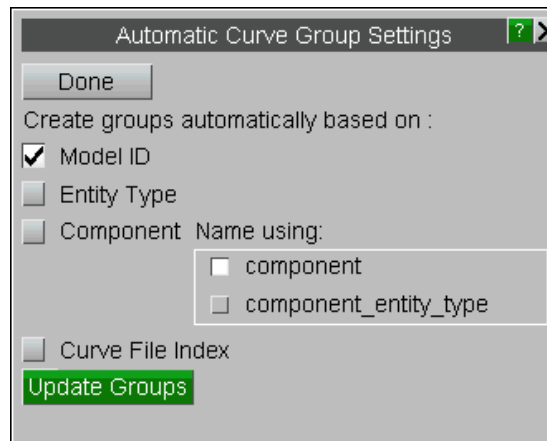 Automatic Curve Group Settings ? X
Done
Create groups automatically based on :
Model ID
Entity Type
Component Name using:
component
component_entity_type
Curve File Index
Update Groups